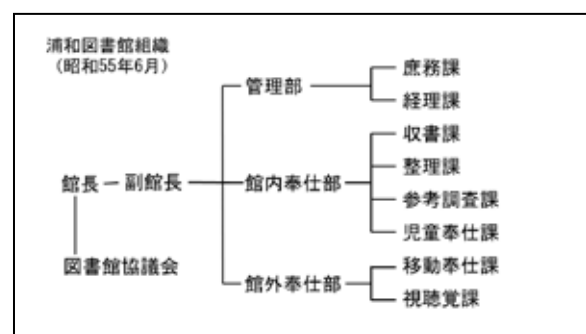 浦和図書館組織
（昭和55年6月）
館長
副館長
図書館協議会
管理部
庶務課
経理課
館内奉仕部
収書課
整理課
参考調査課
児童奉仕課
館外奉仕部
移動奉仕課
視聴覚課